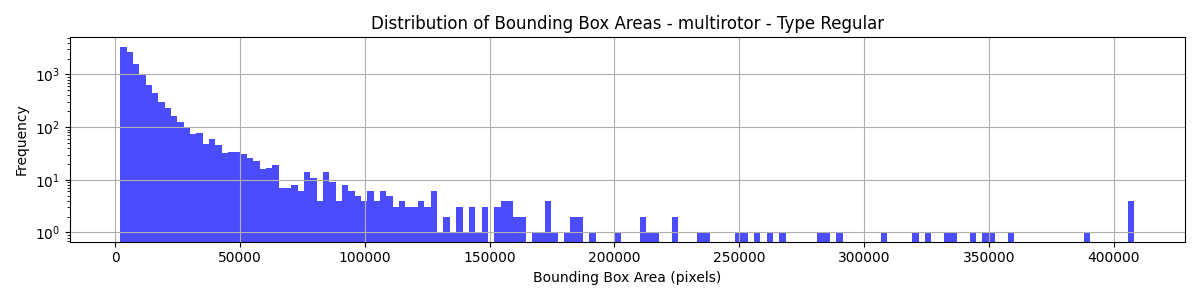 Distribution of Bounding Box Areas - multirotor - Type Regular
Frequency
10³
10²
10¹
10⁰
0 50000 100000 150000 200000 250000 300000 350000 400000
Bounding Box Area (pixels)